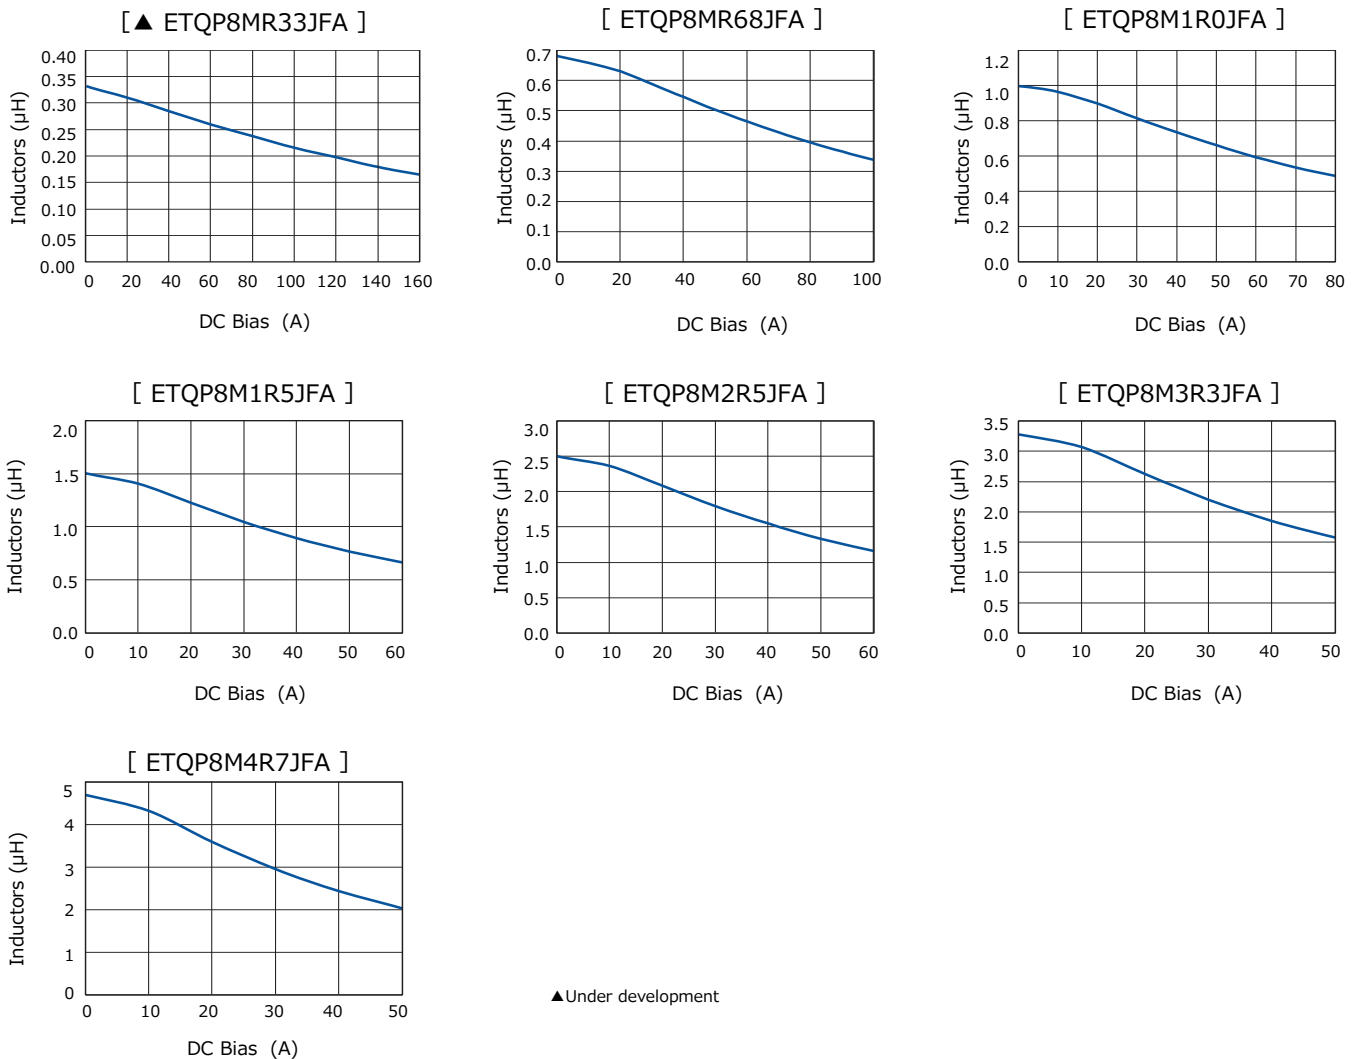 [▲ ETQP8MR33JFA ]
Inductors (μH)
0.40
0.35
0.30
0.25
0.20
0.15
0.10
0.05
0.00
0 20 40 60 80 100 120 140 160
DC Bias (A)
[ ETQP8MR68JFA ]
Inductors (μH)
0.7
0.6
0.5
0.4
0.3
0.2
0.1
0.0
0 20 40 60 80 100
DC Bias (A)
[ ETQP8M1R0JFA ]
Inductors (μH)
1.2
1.0
0.8
0.6
0.4
0.2
0.0
0 10 20 30 40 50 60 70 80
DC Bias (A)
[ ETQP8M1R5JFA ]
Inductors (μH)
2.0
1.5
1.0
0.5
0.0
0 10 20 30 40 50 60
DC Bias (A)
[ ETQP8M2R5JFA ]
Inductors (μH)
3.0
2.5
2.0
1.5
1.0
0.5
0.0
0 10 20 30 40 50 60
DC Bias (A)
[ ETQP8M3R3JFA ]
Inductors (μH)
3.5
3.0
2.5
2.0
1.5
1.0
0.5
0.0
0 10 20 30 40 50
DC Bias (A)
[ ETQP8M4R7JFA ]
Inductors (μH)
5
4
3
2
1
0
0 10 20 30 40 50
DC Bias (A)
▲Under development